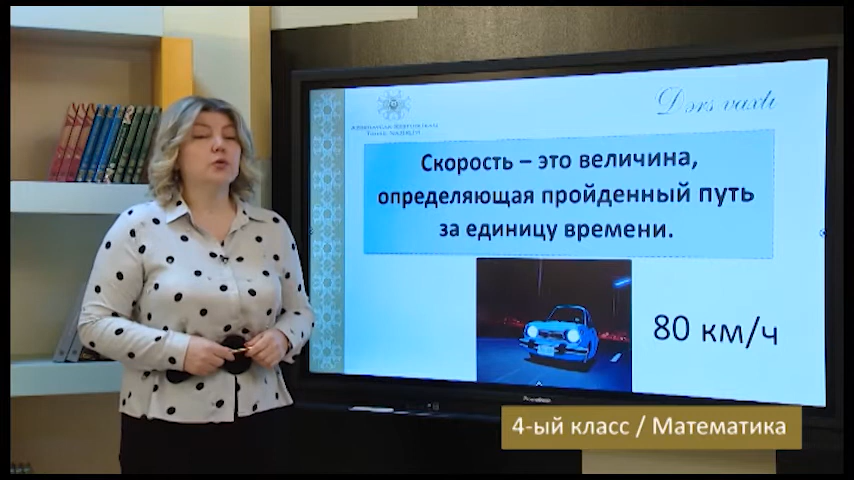 Dərs vaxtı
Скорость – это величина,
определяющая пройденный путь
за единицу времени.
80 км/ч
4-ый класс / Математика